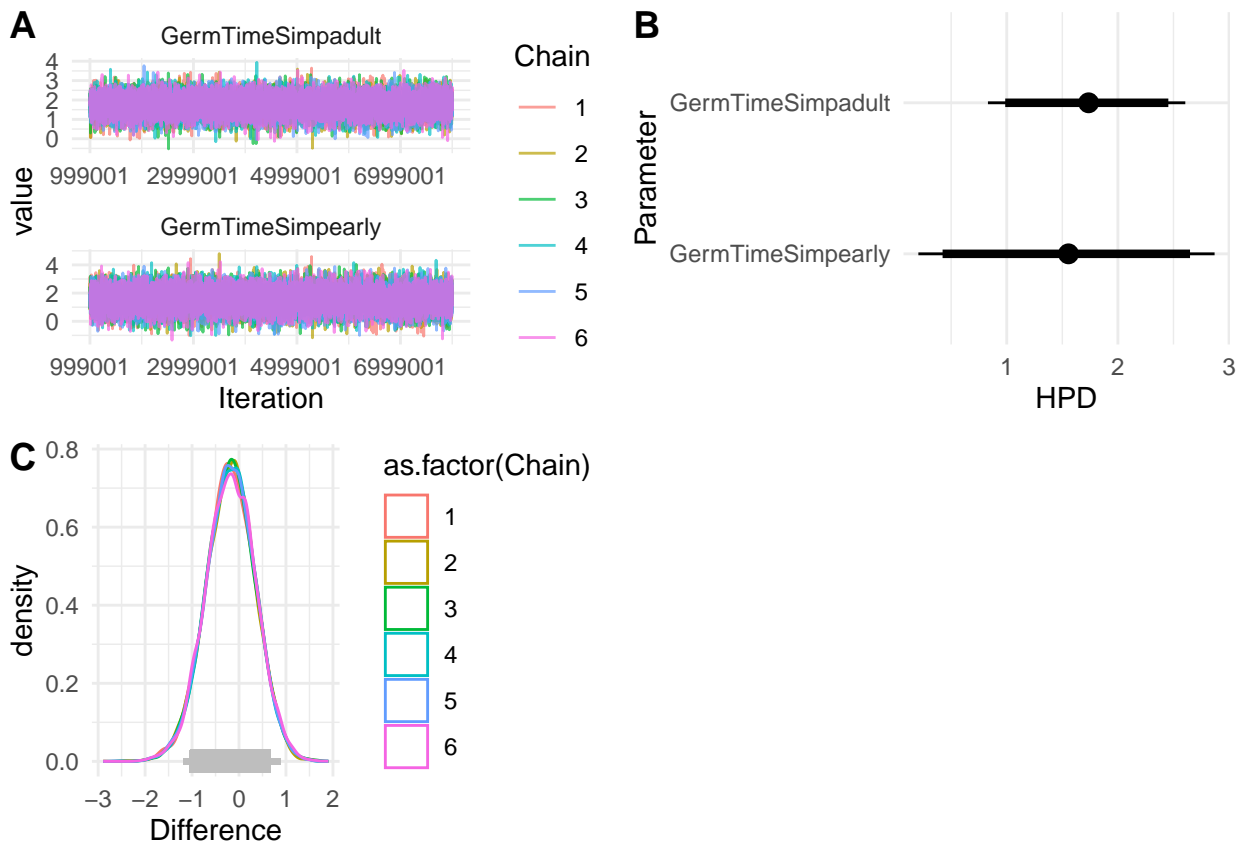 A
GermTimeSimpadult
4
3
2
1
0
999001 2999001 4999001 6999001
GermTimeSimpearly
4
2
0
999001 2999001 4999001 6999001
value
Iteration
Chain
1
2
3
4
5
6
B
Parameter
GermTimeSimpadult
GermTimeSimpearly
1 2 3
HPD
C
density
0.8
0.6
0.4
0.2
0.0
−3 −2 −1 0 1 2
Difference
as.factor(Chain)
1
2
3
4
5
6